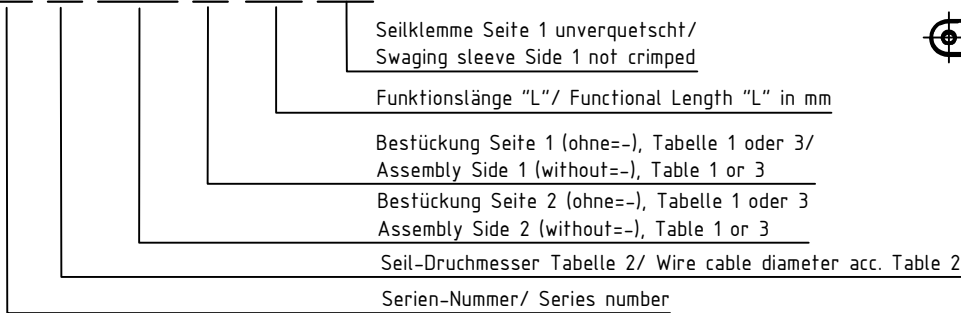 Seilklemme Seite 1 unverquetscht/
Swaging sleeve Side 1 not crimped
Funktionslänge "L"/ Functional Length "L" in mm
Bestückung Seite 1 (ohne=-), Tabelle 1 oder 3/
Assembly Side 1 (without=-), Table 1 or 3
Bestückung Seite 2 (ohne=-), Tabelle 1 oder 3
Assembly Side 2 (without=-), Table 1 or 3
Seil-Druchmesser Tabelle 2/ Wire cable diameter acc. Table 2
Serien-Nummer/ Series number